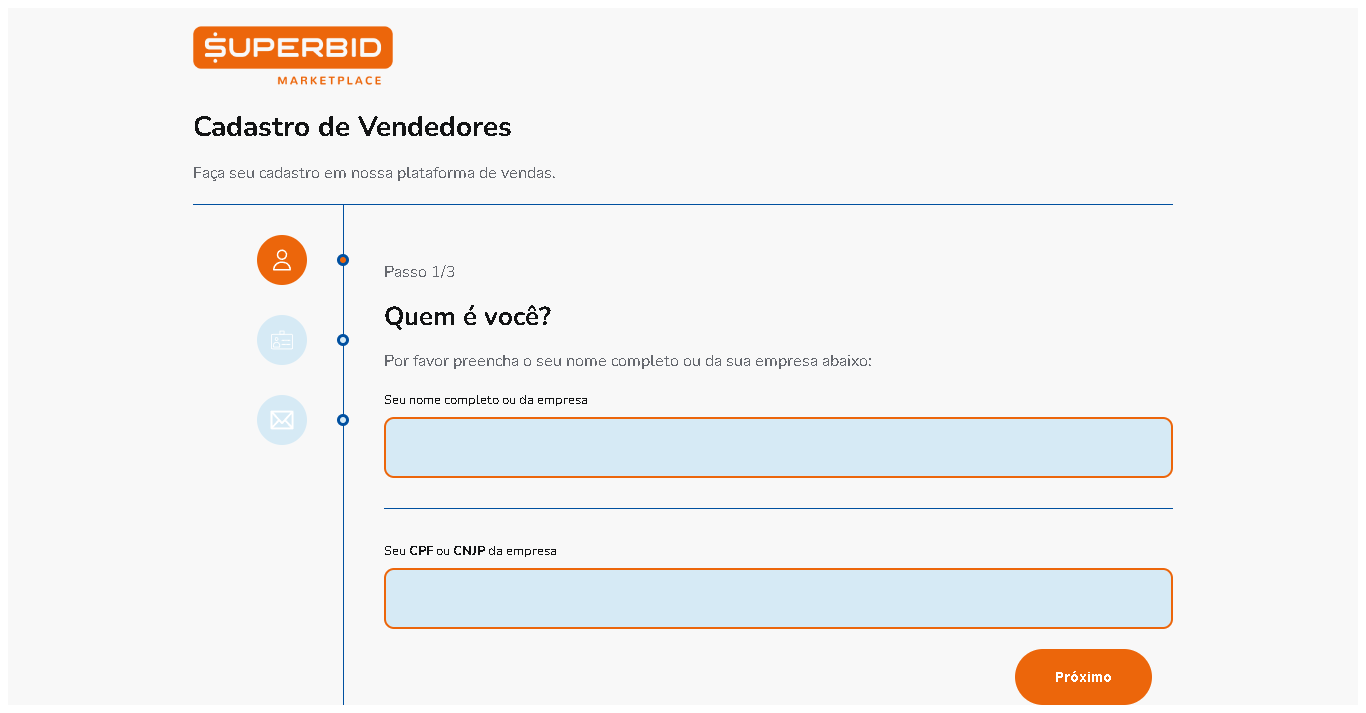 SUPERBID
MARKETPLACE
Cadastro de Vendedores
Faça seu cadastro em nossa plataforma de vendas.
Passo 1/3
Quem é você?
Por favor preencha o seu nome completo ou da sua empresa abaixo:
Seu nome completo ou da empresa
Seu CPF ou CNJP da empresa
Próximo